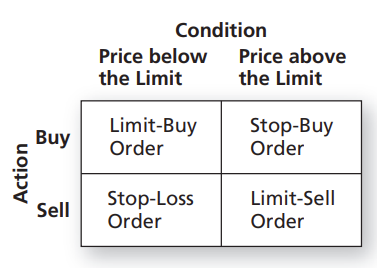 Condition
Price below
the Limit
Price above
the Limit
Action
Buy
Limit-Buy
Order
Stop-Buy
Order
Sell
Stop-Loss
Order
Limit-Sell
Order